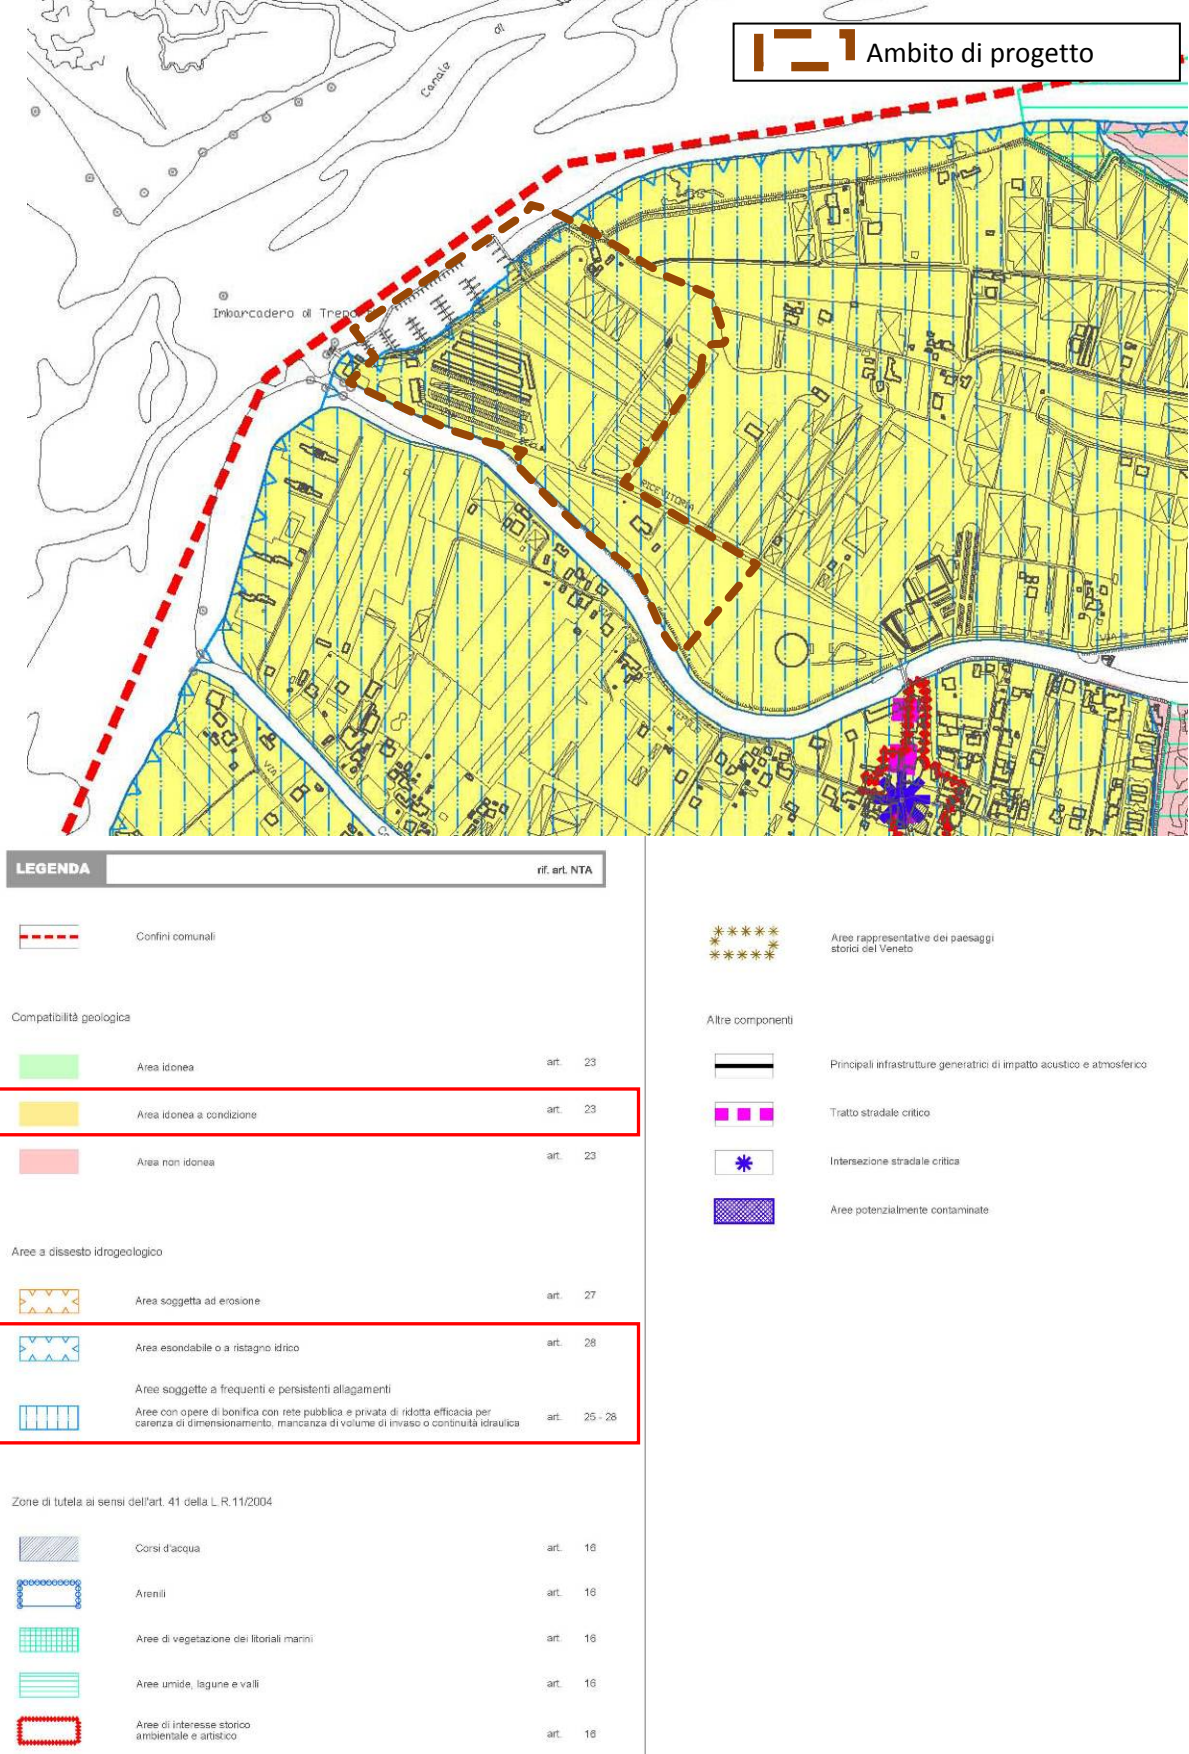 Ambito di progetto
Canale
di
Imbarcadero di Trepo
RICEVITORIA
VIA
VIA
LEGENDA
rif. art. NTA
Confini comunali
Compatibilità geologica
Area idonea art. 23
Area idonea a condizione art. 23
Area non idonea art. 23
Aree a dissesto idrogeologico
Area soggetta ad erosione art. 27
Area esondabile o a ristagno idrico art. 28
Aree soggette a frequenti e persistenti allagamenti
Aree con opere di bonifica con rete pubblica e privata di ridotta efficacia per
carenza di dimensionamento, mancanza di volume di invaso o continuità idraulica art. 25 - 28
Zone di tutela ai sensi dell'art. 41 della L.R.11/2004
Corsi d'acqua art. 16
Arenili art. 16
Aree di vegetazione dei litoriali marini art. 16
Aree umide, lagune e valli art. 16
Aree di interesse storico
ambientale e artistico art. 16
Aree rappresentative dei paesaggi
storici del Veneto
Altre componenti
Principali infrastrutture generatrici di impatto acustico e atmosferico
Tratto stradale critico
Intersezione stradale critica
Aree potenzialmente contaminate